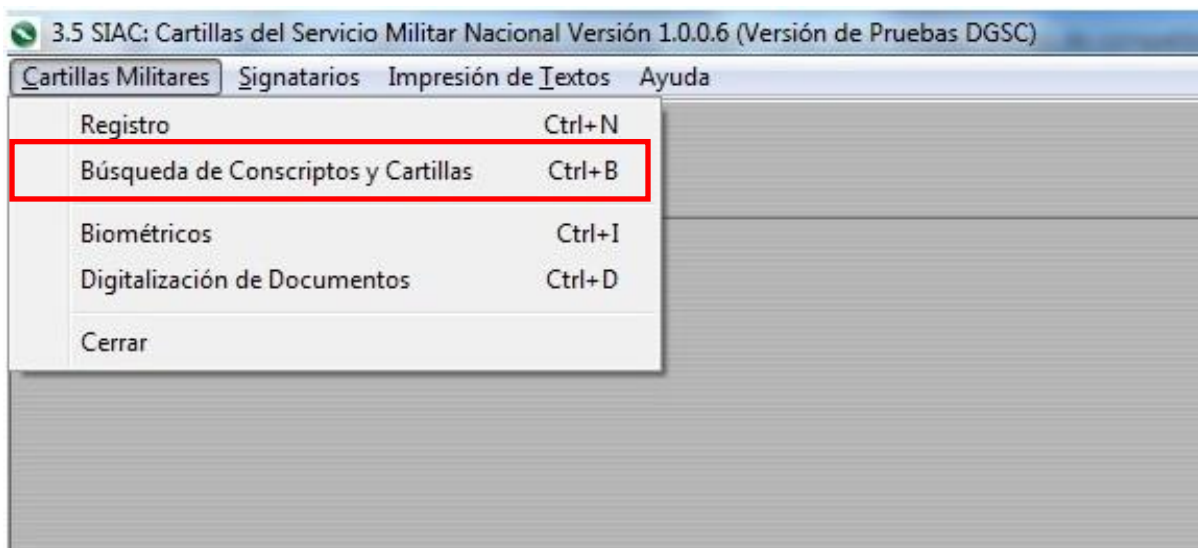 3.5 SIAC: Cartillas del Servicio Militar Nacional Versión 1.0.0.6 (Versión de Pruebas DGSC)
Cartillas Militares Signatarios Impresión de Textos Ayuda
Registro Ctrl+N
Búsqueda de Conscriptos y Cartillas Ctrl+B
Biométricos Ctrl+I
Digitalización de Documentos Ctrl+D
Cerrar